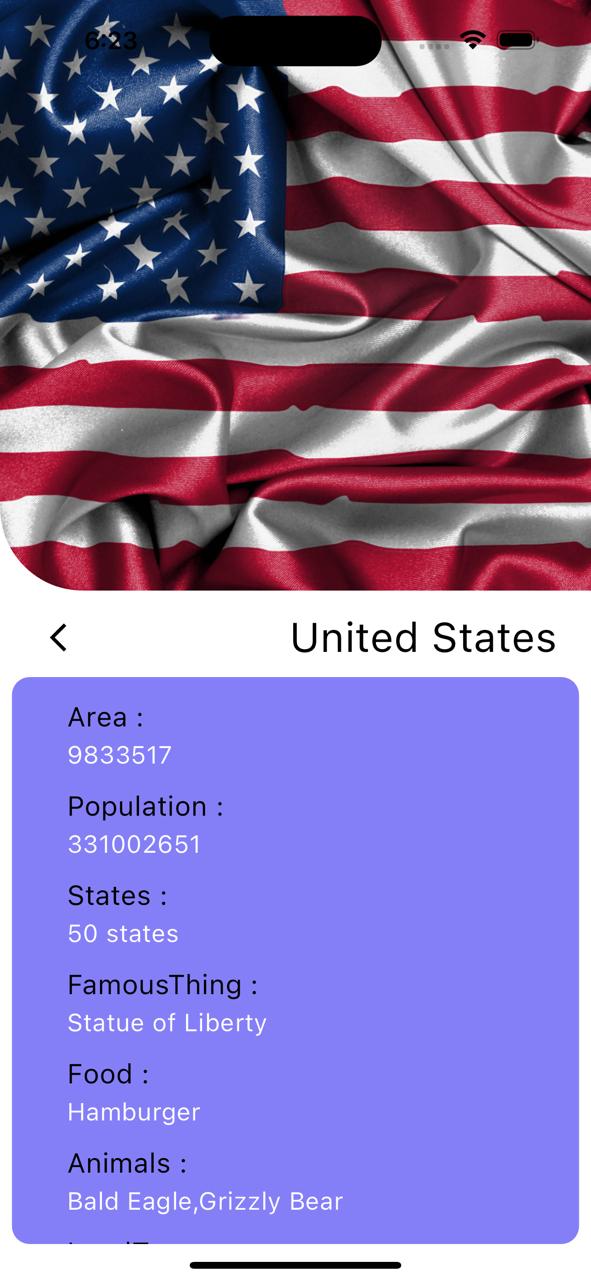 6:23
United States
Area :
9833517
Population :
331002651
States :
50 states
FamousThing :
Statue of Liberty
Food :
Hamburger
Animals :
Bald Eagle,Grizzly Bear